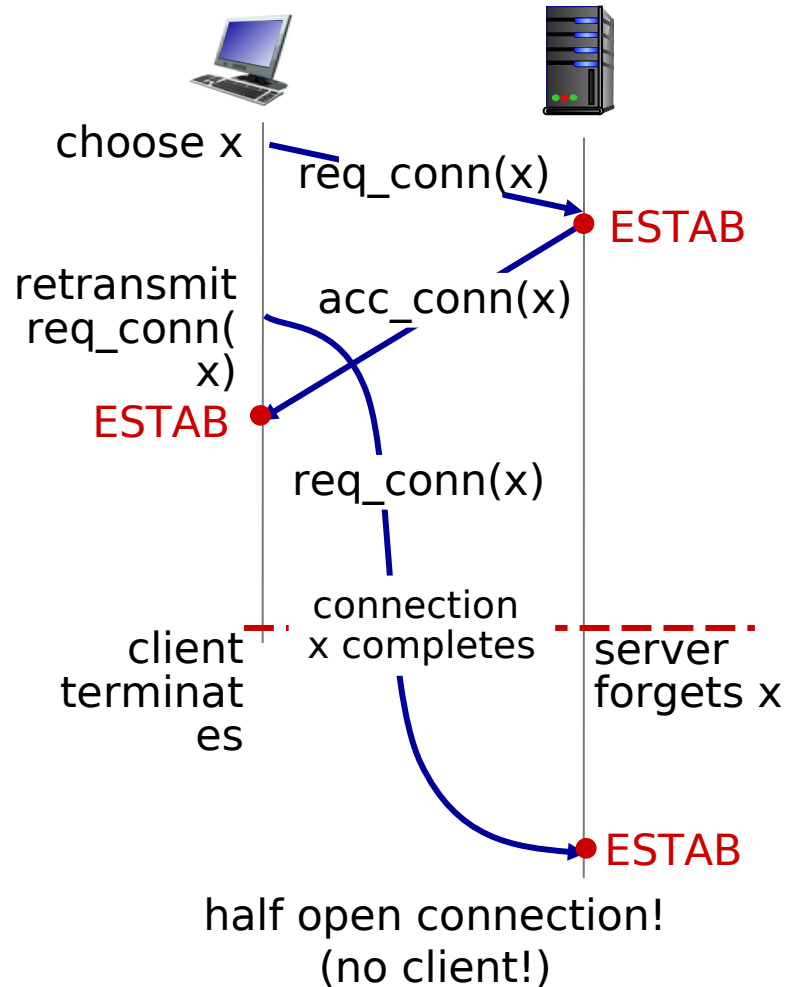 choose x
req_conn(x)
ESTAB
retransmit
req_conn(
x)
acc_conn(x)
ESTAB
req_conn(x)
connection
x completes
client
terminat
es
server
forgets x
ESTAB
half open connection!
(no client!)